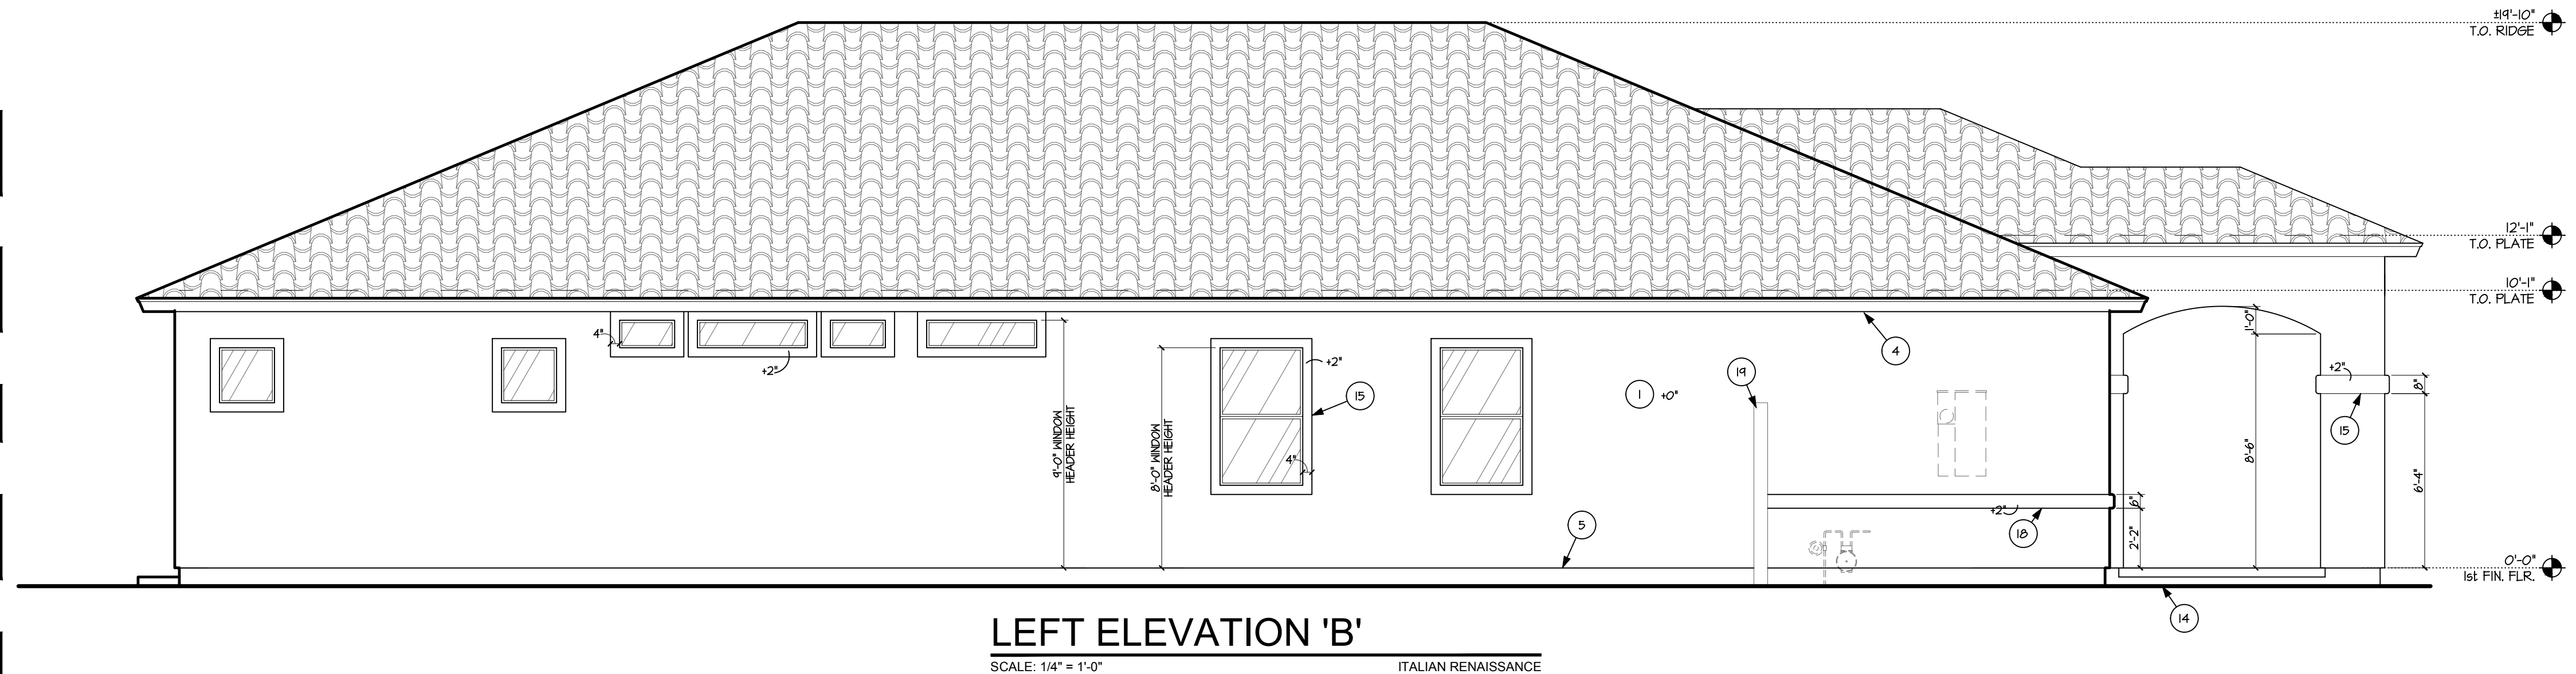 ±19'-10"
T.O. RIDGE
12'-1"
T.O. PLATE
10'-1"
T.O. PLATE
4"
+2"
9'-0" WINDOW
HEADER HEIGHT
8'-0" WINDOW
HEADER HEIGHT
+2"
15
4"
1 +0"
19
4
5
+2"
18
6"
2'-2"
1'-0"
8'-6"
+2"
15
8"
6'-4"
0'-0"
1st FIN. FLR.
14
LEFT ELEVATION 'B'
SCALE: 1/4" = 1'-0"
ITALIAN RENAISSANCE